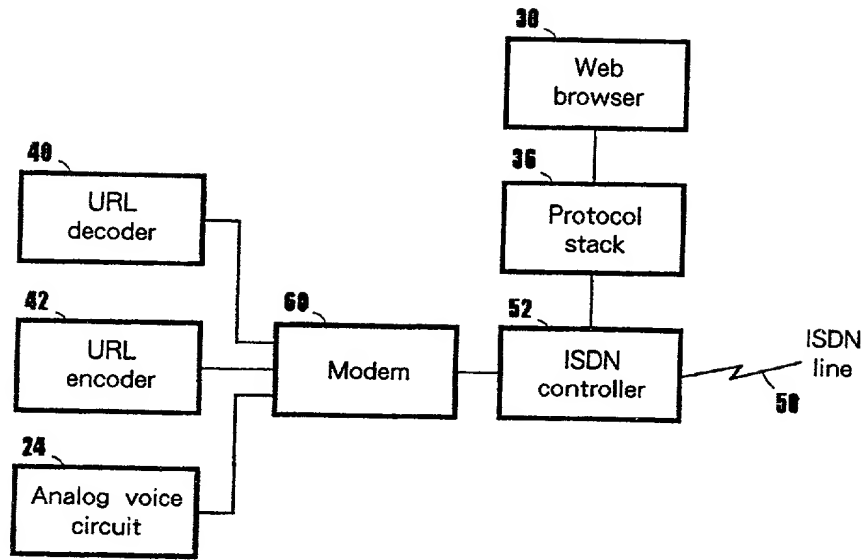 38
Web
browser
40
URL
decoder
36
Protocol
stack
42
URL
encoder
60
Modem
52
ISDN
controller
ISDN
line
50
24
Analog voice
circuit